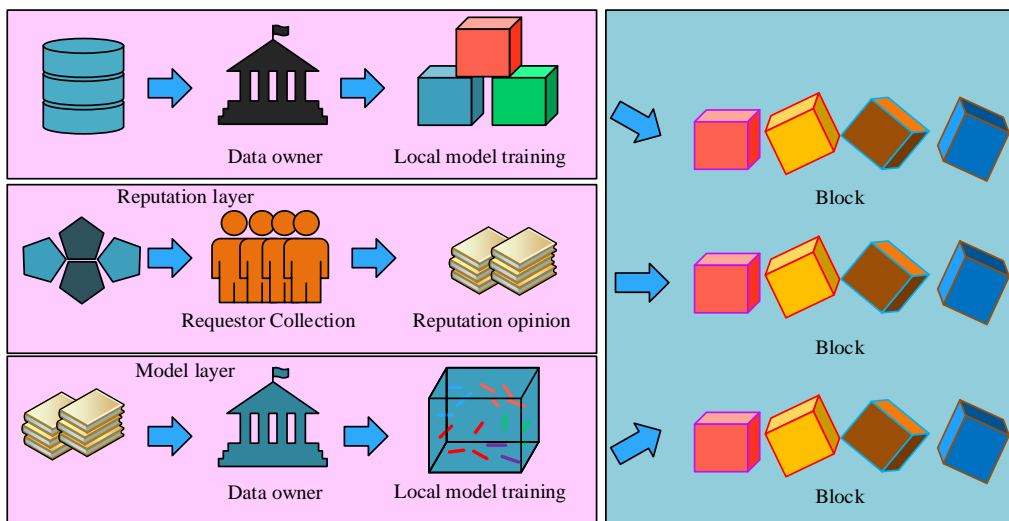 Data owner
Local model training
Block
Reputation layer
Requestor Collection
Reputation opinion
Block
Model layer
Data owner
Local model training
Block